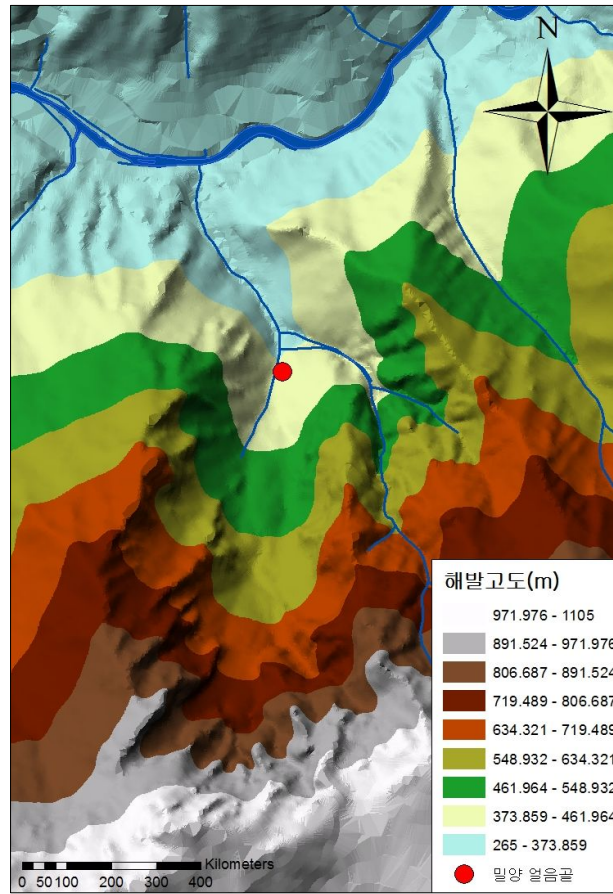 N
해발고도(m)
971.976 - 1105
891.524 - 971.976
806.687 - 891.524
719.489 - 806.687
634.321 - 719.489
548.932 - 634.321
461.964 - 548.932
373.859 - 461.964
265 - 373.859
밀양 얼음골
Kilometers
0 50 100 200 300 400